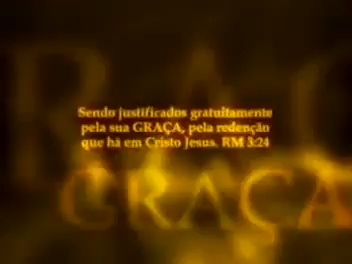 Sendo justificados gratuitamente
pela sua GRAÇA, pela redenção
que há em Cristo Jesus. RM 3:24
GRAÇA